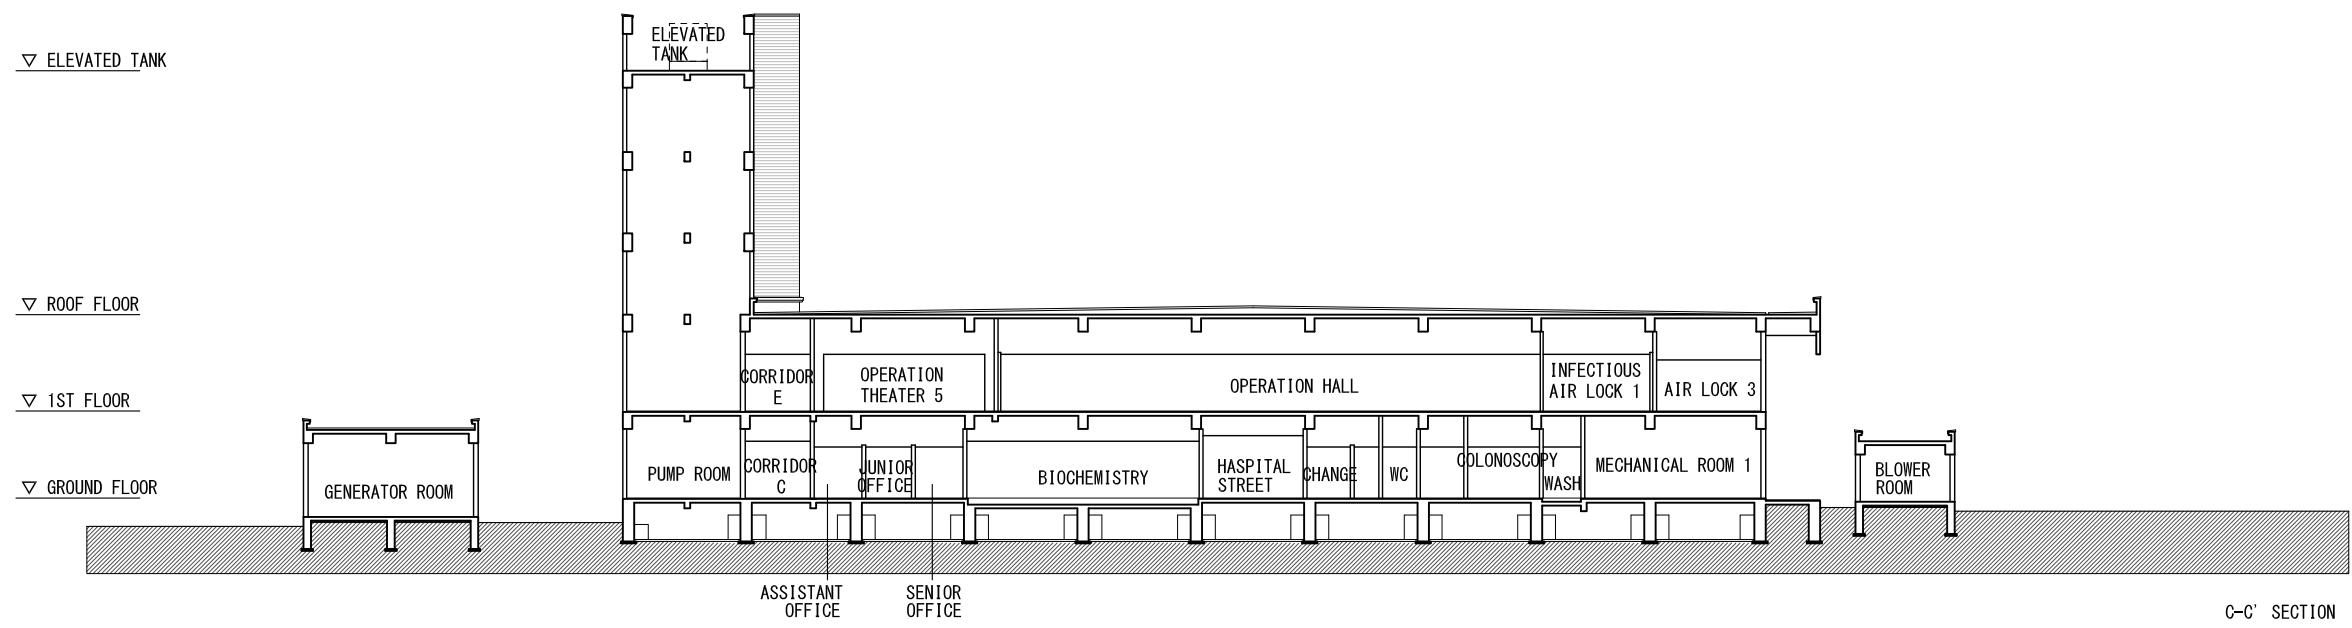 ELEVATED
TANK
▽ ELEVATED TANK
▽ ROOF FLOOR
▽ 1ST FLOOR
▽ GROUND FLOOR
CORRIDOR
E
OPERATION
THEATER 5
OPERATION HALL
INFECTIOUS
AIR LOCK 1
AIR LOCK 3
GENERATOR ROOM
PUMP ROOM
CORRIDOR
C
JUNIOR
OFFICE
BIOCHEMISTRY
HASPITAL
STREET
CHANGE
WC
COLONOSCOPY
WASH
MECHANICAL ROOM 1
BLOWER
ROOM
ASSISTANT
OFFICE
SENIOR
OFFICE
C-C' SECTION